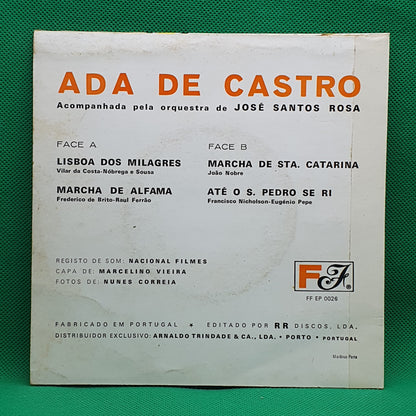 ADA DE CASTRO
Acompanhada pela orquestra de JOSÉ SANTOS ROSA
FACE A
LISBOA DOS MILAGRES
Vilar da Costa-Nóbrega e Sousa
MARCHA DE ALFAMA
Frederico de Brito-Raul Ferrão
FACE B
MARCHA DE STA. CATARINA
João Nobre
ATÉ O S. PEDRO SE RI
Francisco Nicholson-Eugénio Pepe
REGISTO DE SOM: NACIONAL FILMES
CAPA DE: MARCELINO VIEIRA
FOTOS DE: NUNES CORREIA
F F
FF EP 0026
FABRICADO EM PORTUGAL * EDITADO POR RR DISCOS, LDA.
DISTRIBUIDOR EXCLUSIVO: ARNALDO TRINDADE & CA., LDA. • PORTO • PORTUGAL